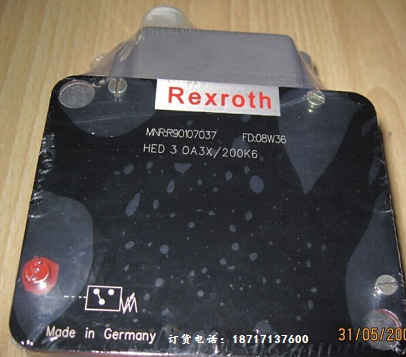 Rexroth
MNR:R90107037 FD:08W36
HED 3 OA3X/200K6
Made in Germany
订货电话：18717137600
31/05/200